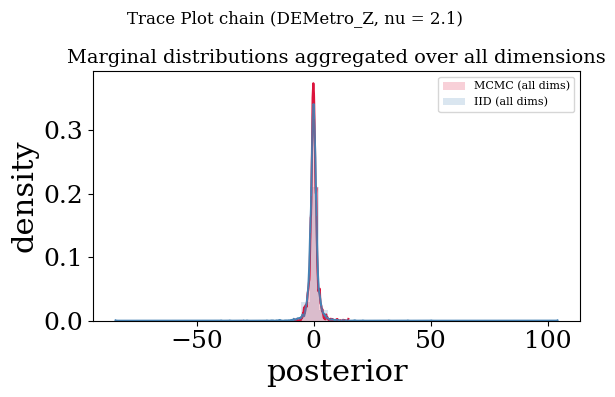 Trace Plot chain (DEMetro_Z, nu = 2.1)
Marginal distributions aggregated over all dimensions
MCMC (all dims)
IID (all dims)
density
0.3
0.2
0.1
0.0
−50
0
50
100
posterior